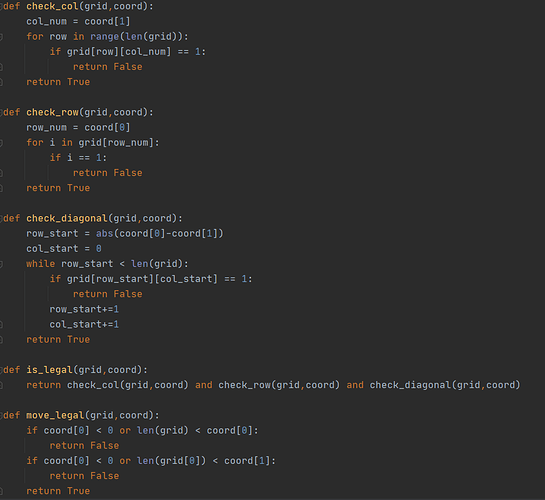 def check_col(grid,coord):
    col_num = coord[1]
    for row in range(len(grid)):
        if grid[row][col_num] == 1:
            return False
    return True

def check_row(grid,coord):
    row_num = coord[0]
    for i in grid[row_num]:
        if i == 1:
            return False
    return True

def check_diagonal(grid,coord):
    row_start = abs(coord[0]-coord[1])
    col_start = 0
    while row_start < len(grid):
        if grid[row_start][col_start] == 1:
            return False
        row_start+=1
        col_start+=1
    return True

def is_legal(grid,coord):
    return check_col(grid,coord) and check_row(grid,coord) and check_diagonal(grid,coord)

def move_legal(grid,coord):
    if coord[0] < 0 or len(grid) < coord[0]:
        return False
    if coord[0] < 0 or len(grid[0]) < coord[1]:
        return False
    return True